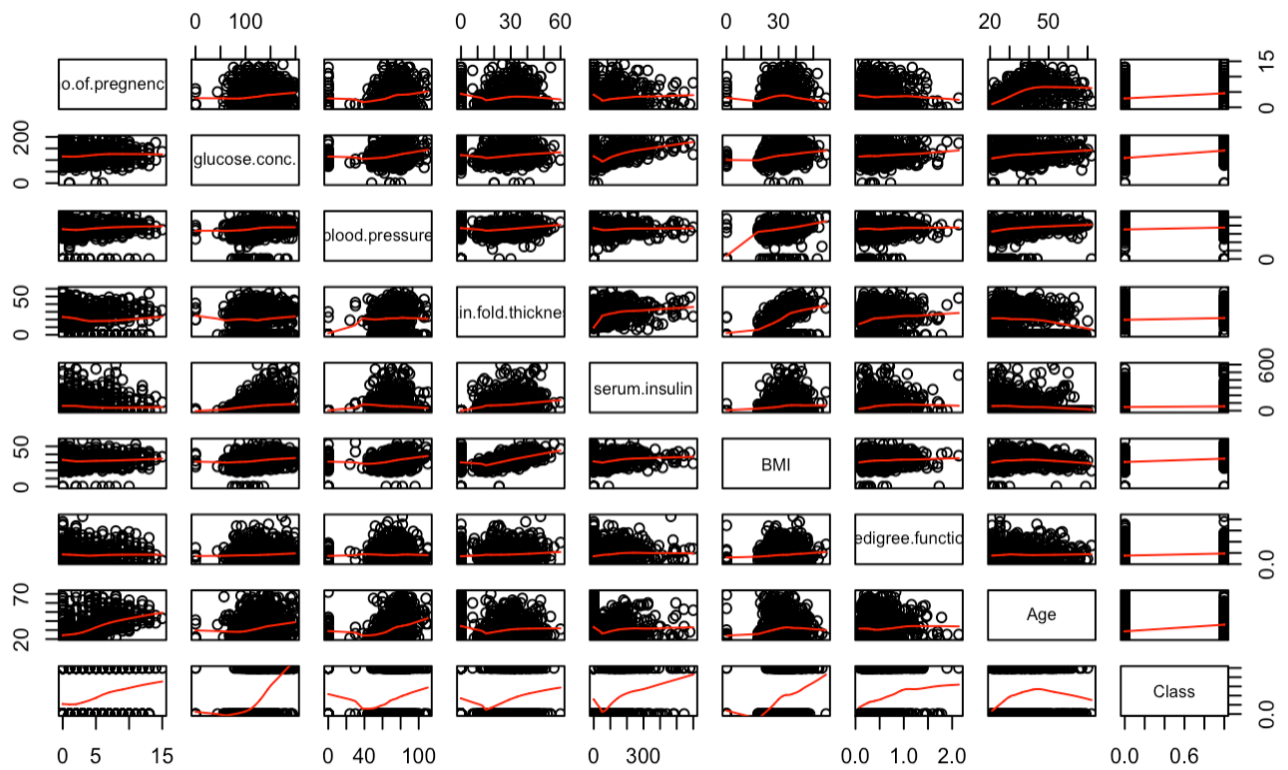 0 100 0 30 60 0 30 20 50
o.of.pregnenc
0 15
0 200
glucose.conc.
blood.pressure
0
0 50
in.fold.thicknes
serum.insulin
0 600
0 50
BMI
edigree.functio
0.0
20 70
Age
Class
0.0
0 5 15 0 40 100 0 300 0.0 1.0 2.0 0.0 0.6